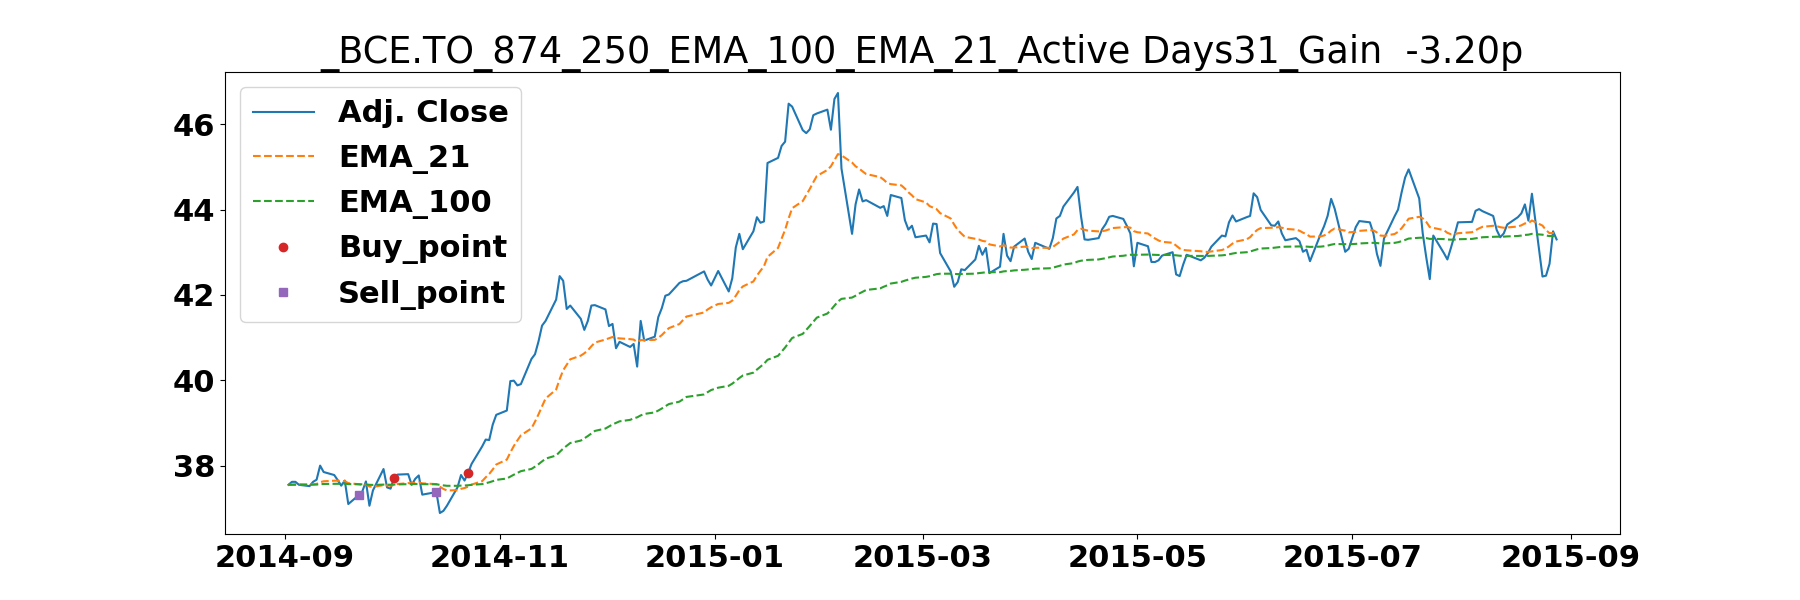 _BCE.TO_874_250_EMA_100_EMA_21_Active Days31_Gain  -3.20p
Adj. Close
EMA_21
EMA_100
Buy_point
Sell_point
46
44
42
40
38
2014-09
2014-11
2015-01
2015-03
2015-05
2015-07
2015-09